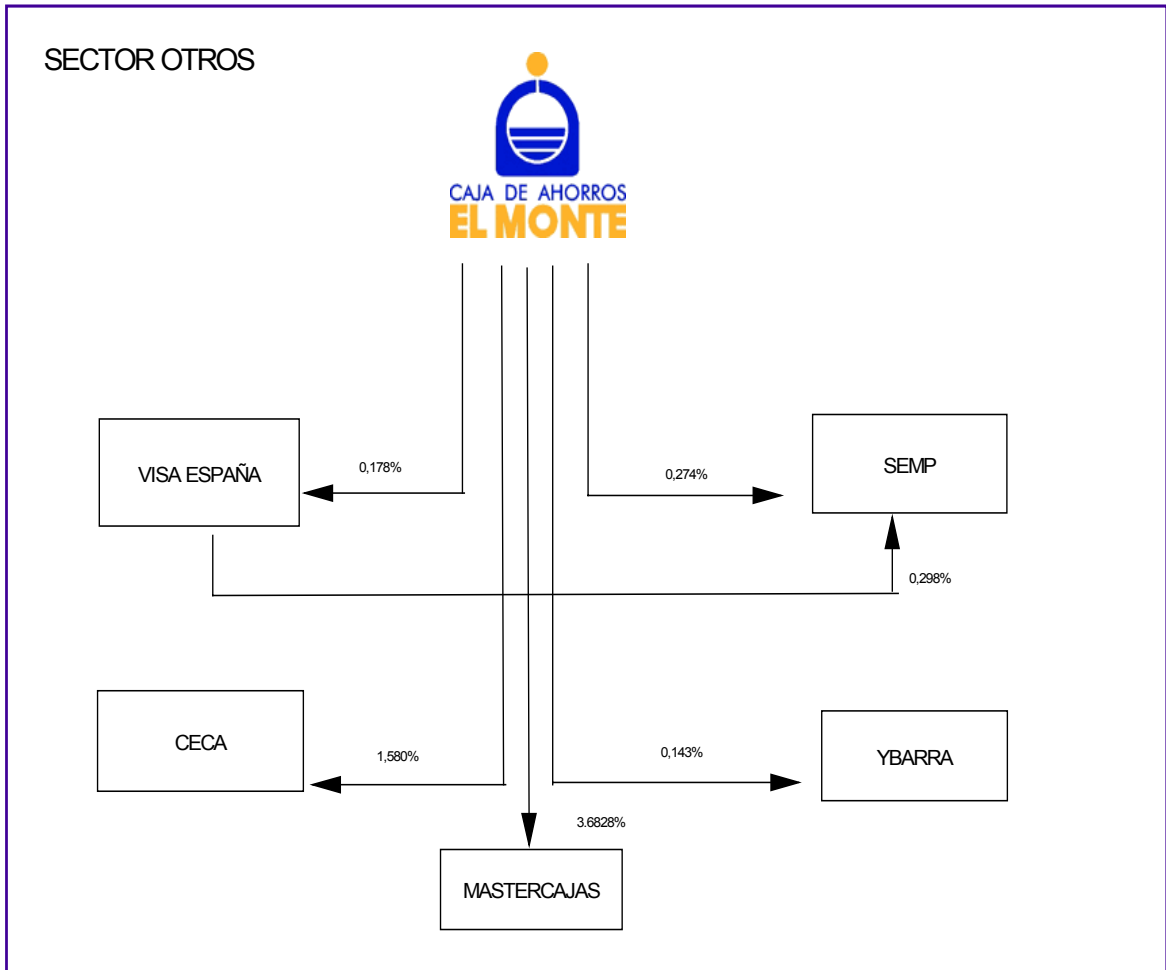 SECTOR OTROS
CAJA DE AHORROS
EL MONTE
VISA ESPAÑA
0,178%
0,274%
SEMP
0,298%
CECA
1,580%
0,143%
YBARRA
3.6828%
MASTERCAJAS